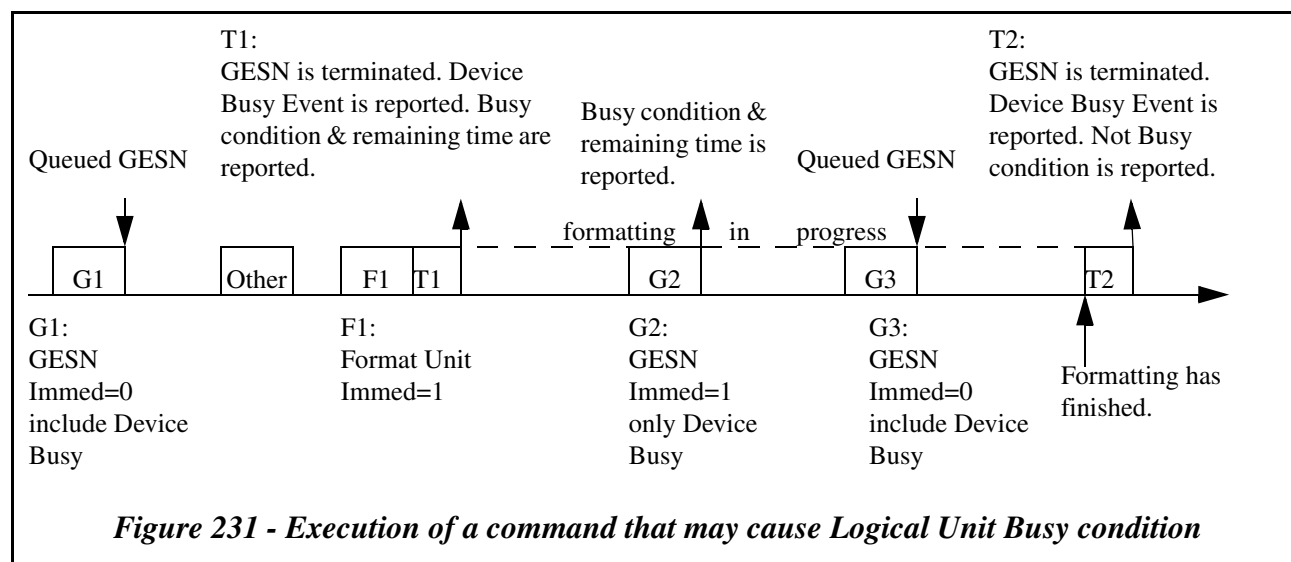 T1:
GESN is terminated. Device
Busy Event is reported. Busy
condition & remaining time are
reported.
Queued GESN
Busy condition &
remaining time is
reported.
Queued GESN
T2:
GESN is terminated.
Device Busy Event is
reported. Not Busy
condition is reported.
formatting in progress
G1
Other
F1
T1
G2
G3
T2
G1:
GESN
Immed=0
include Device
Busy
F1:
Format Unit
Immed=1
G2:
GESN
Immed=1
only Device
Busy
G3:
GESN
Immed=0
include Device
Busy
Formatting has
finished.
Figure 231 - Execution of a command that may cause Logical Unit Busy condition